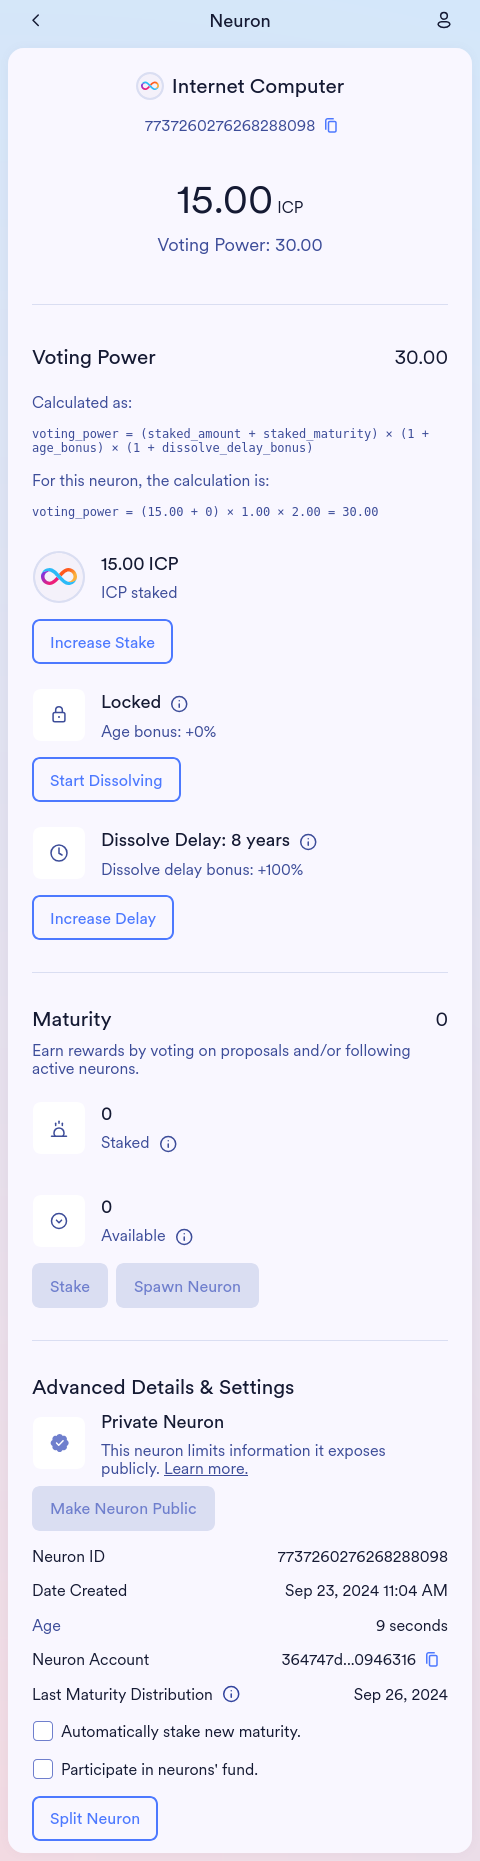 Neuron
Internet Computer
7737260276268288098
15.00 ICP
Voting Power: 30.00
Voting Power 30.00
Calculated as:
voting_power = (staked_amount + staked_maturity) × (1 +
age_bonus) × (1 + dissolve_delay_bonus)
For this neuron, the calculation is:
voting_power = (15.00 + 0) × 1.00 × 2.00 = 30.00
15.00 ICP
ICP staked
Increase Stake
Locked
Age bonus: +0%
Start Dissolving
Dissolve Delay: 8 years
Dissolve delay bonus: +100%
Increase Delay
Maturity 0
Earn rewards by voting on proposals and/or following
active neurons.
0
Staked
0
Available
Stake Spawn Neuron
Advanced Details & Settings
Private Neuron
This neuron limits information it exposes
publicly. Learn more.
Make Neuron Public
Neuron ID 7737260276268288098
Date Created Sep 23, 2024 11:04 AM
Age 9 seconds
Neuron Account 364747d...0946316
Last Maturity Distribution Sep 26, 2024
Automatically stake new maturity.
Participate in neurons' fund.
Split Neuron